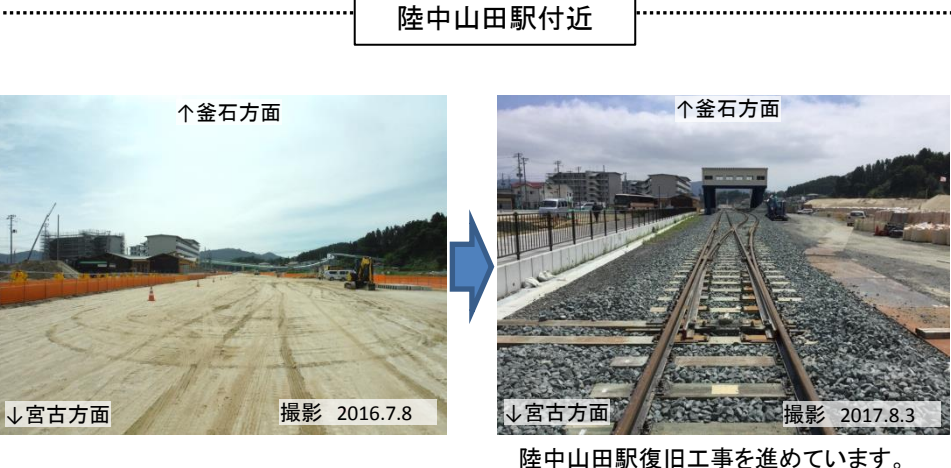 陸中山田駅付近
↑釜石方面
↓宮古方面
撮影 2016.7.8
↑釜石方面
↓宮古方面
撮影 2017.8.3
陸中山田駅復旧工事を進めています。